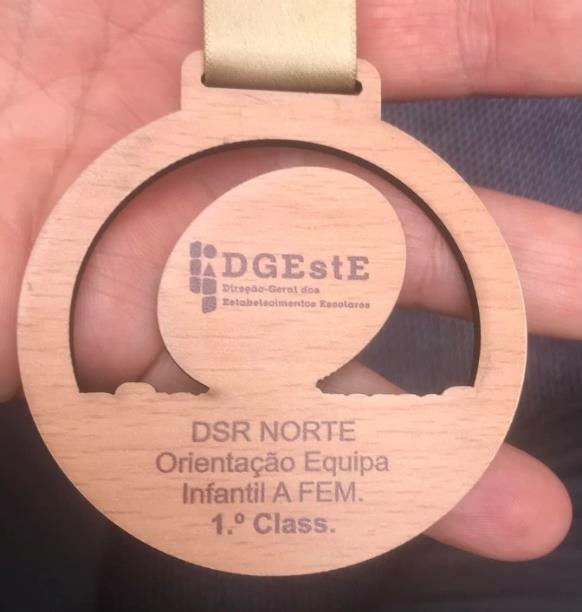 DGEstE
Direção-Geral dos
Estabelecimentos Escolares
DSR NORTE
Orientação Equipa
Infantil A FEM.
1.º Class.